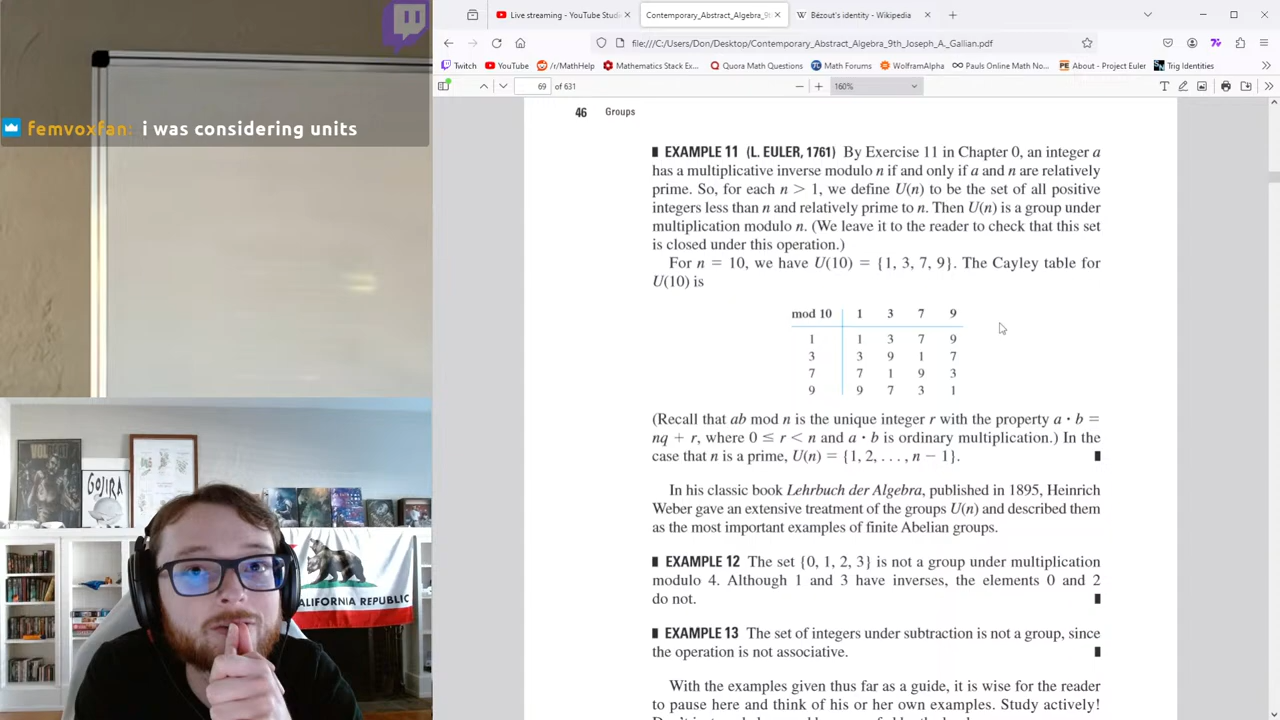 femvoxfan: i was considering units
VOLBEAT
GOJIRA
CALIFORNIA REPUBLIC
Live streaming - YouTube Studi
Contemporary_Abstract_Algebra_9th
Bézout's identity - Wikipedia
file:///C:/Users/Don/Desktop/Contemporary_Abstract_Algebra_9th_Joseph_A._Gallian.pdf
Twitch
YouTube
/r/MathHelp
Mathematics Stack Ex...
Quora Mathematics
Math Forums
WolframAlpha
Pauls Online Math No...
About - Project Euler
Trig Identities
69 of 631
160%
46 Groups
EXAMPLE 11 (L. EULER, 1761) By Exercise 11 in Chapter 0, an integer a
has a multiplicative inverse modulo n if and only if a and n are relatively
prime. So, for each n > 1, we define U(n) to be the set of all positive
integers less than n and relatively prime to n. Then U(n) is a group under
multiplication modulo n. (We leave it to the reader to check that this set
is closed under this operation.)
For n = 10, we have U(10) = {1, 3, 7, 9}. The Cayley table for
U(10) is
mod 10 1 3 7 9
1 1 3 7 9
3 3 9 1 7
7 7 1 9 3
9 9 7 3 1
(Recall that ab mod n is the unique integer r with the property a · b =
nq + r, where 0 ≤ r < n and a · b is ordinary multiplication.) In the
case that n is a prime, U(n) = {1, 2, . . . , n − 1}.
In his classic book Lehrbuch der Algebra, published in 1895, Heinrich
Weber gave an extensive treatment of the groups U(n) and described them
as the most important examples of finite Abelian groups.
EXAMPLE 12 The set {0, 1, 2, 3} is not a group under multiplication
modulo 4. Although 1 and 3 have inverses, the elements 0 and 2
do not.
EXAMPLE 13 The set of integers under subtraction is not a group, since
the operation is not associative.
With the examples given thus far as a guide, it is wise for the reader
to pause here and think of his or her own examples. Study actively!